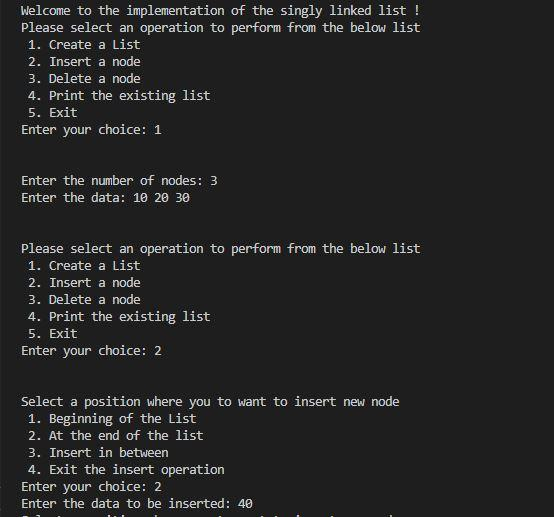 Welcome to the implementation of the singly linked list !
Please select an operation to perform from the below list
1. Create a List
2. Insert a node
3. Delete a node
4. Print the existing list
5. Exit
Enter your choice: 1
Enter the number of nodes: 3
Enter the data: 10 20 30
Please select an operation to perform from the below list
1. Create a List
2. Insert a node
3. Delete a node
4. Print the existing list
5. Exit
Enter your choice: 2
Select a position where you to want to insert new node
1. Beginning of the List
2. At the end of the list
3. Insert in between
4. Exit the insert operation
Enter your choice: 2
Enter the data to be inserted: 40